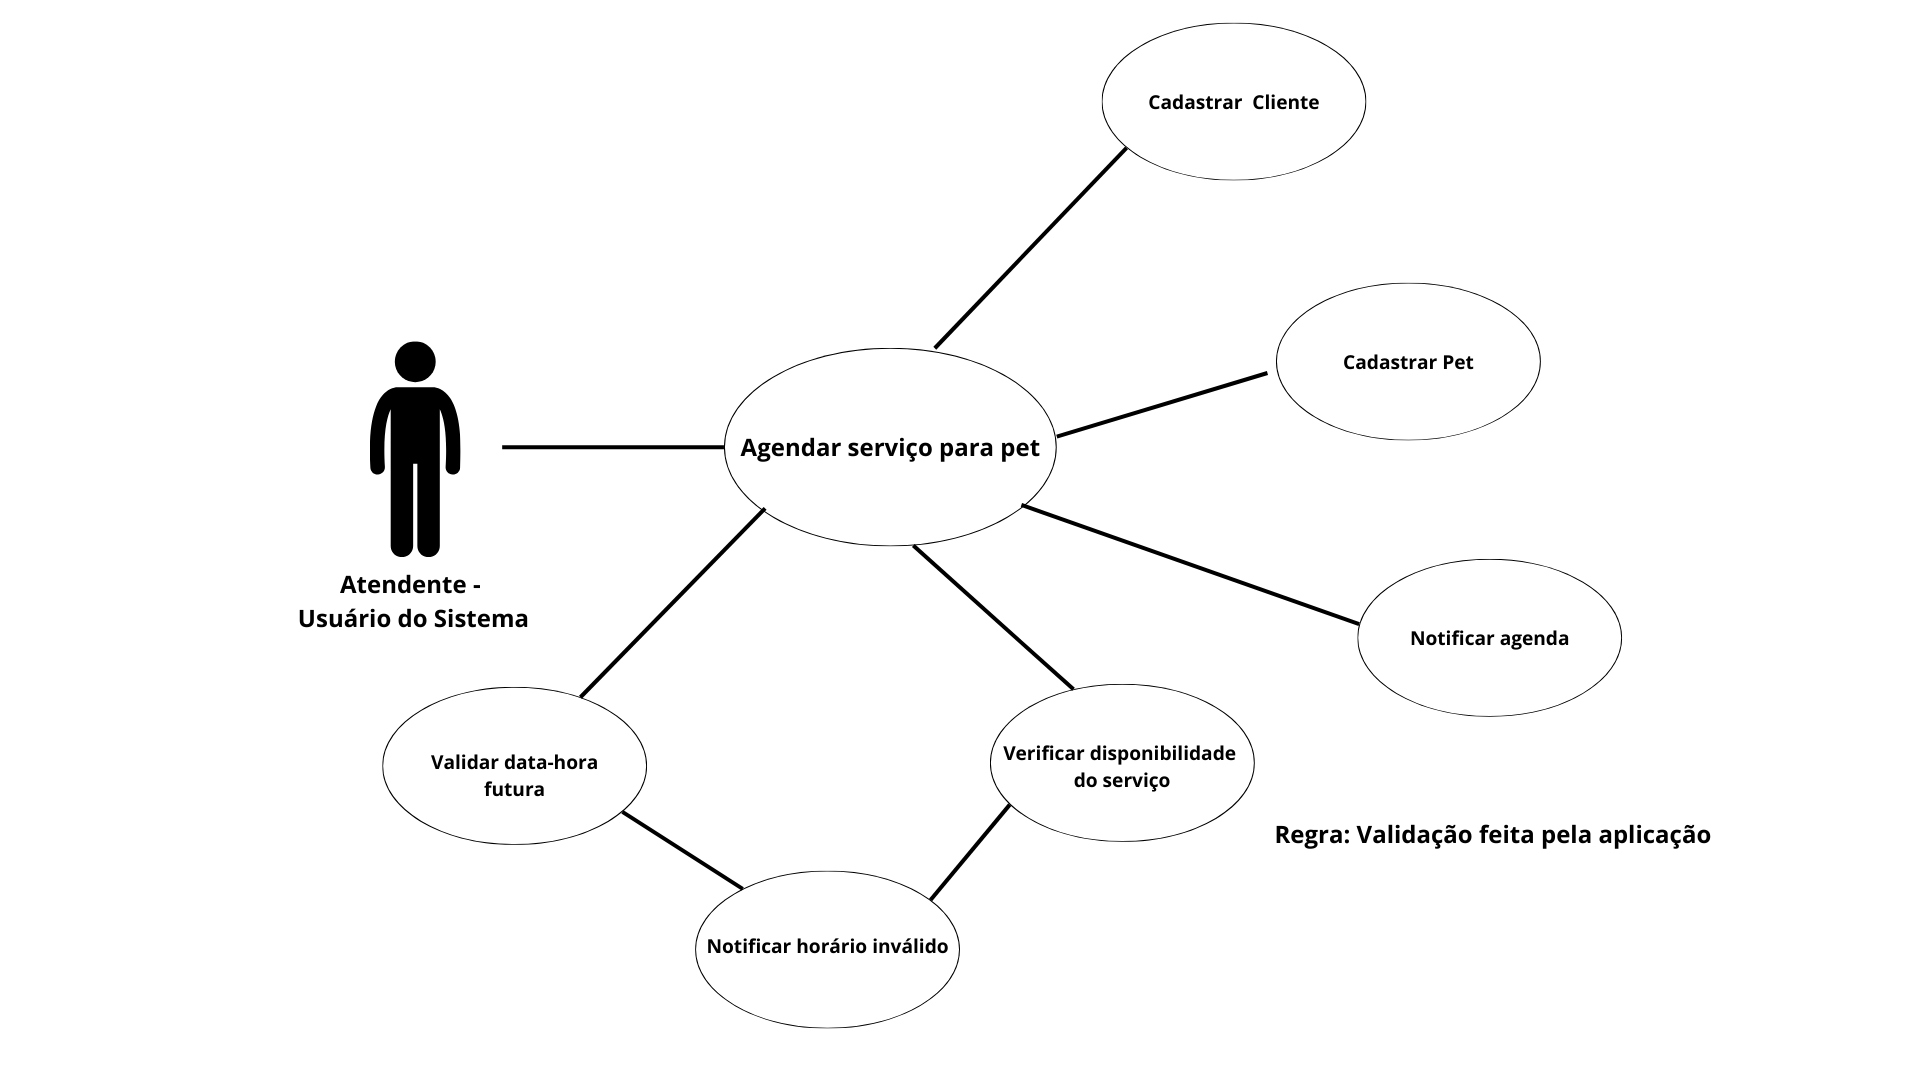 Cadastrar  Cliente
Cadastrar Pet
Agendar serviço para pet
Atendente -
Usuário do Sistema
Notificar agenda
Validar data-hora
futura
Verificar disponibilidade
do serviço
Regra: Validação feita pela aplicação
Notificar horário inválido